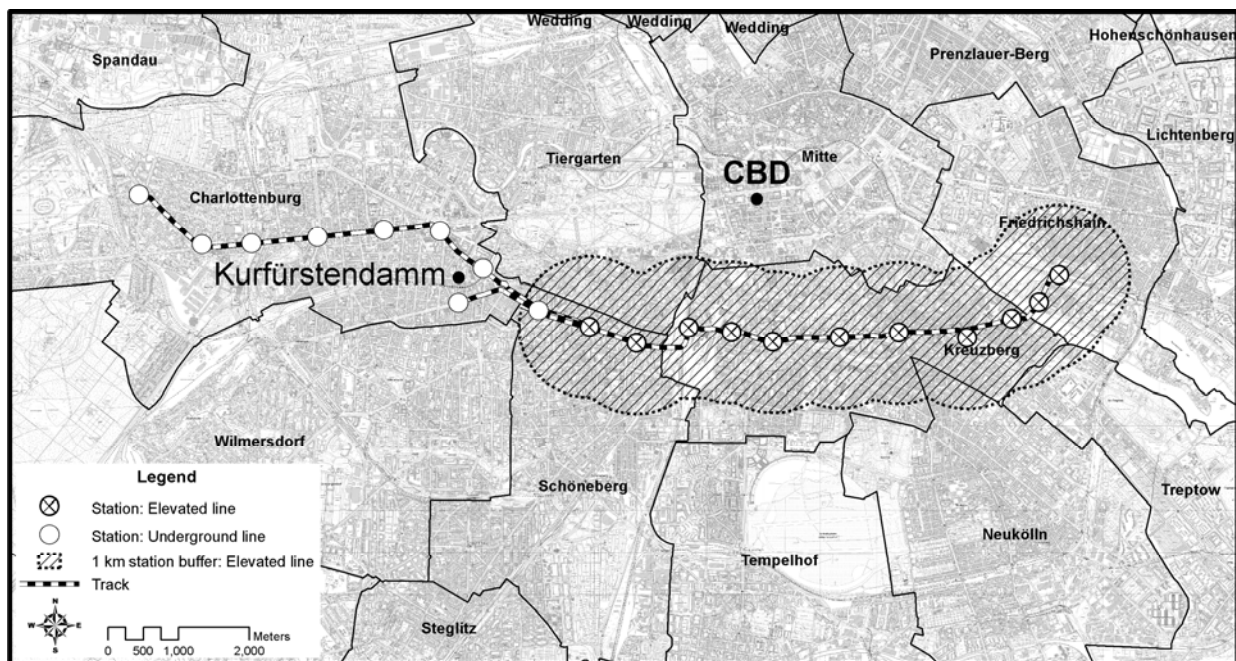 Wedding
Wedding
Wedding
Hohenschönhausen
Spandau
Prenzlauer-Berg
Lichtenberg
Tiergarten
Mitte
CBD
Charlottenburg
Friedrichshain
Kurfürstendamm
Kreuzberg
Wilmersdorf
Schöneberg
Treptow
Neukölln
Tempelhof
Steglitz
Legend
Station: Elevated line
Station: Underground line
1 km station buffer: Elevated line
Track
N
W
E
S
Meters
0 500 1,000 2,000